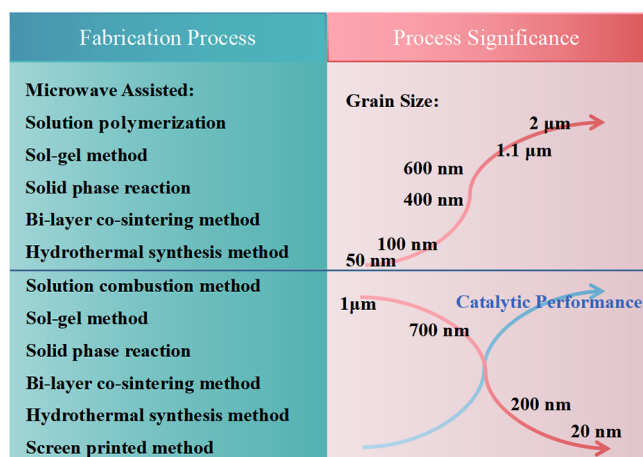 Fabrication Process
Process Significance
Microwave Assisted:
Solution polymerization
Sol-gel method
Solid phase reaction
Bi-layer co-sintering method
Hydrothermal synthesis method
Grain Size:
2 μm
1.1 μm
600 nm
400 nm
100 nm
50 nm
Solution combustion method
Sol-gel method
Solid phase reaction
Bi-layer co-sintering method
Hydrothermal synthesis method
Screen printed method
Catalytic Performance
1μm
700 nm
200 nm
20 nm